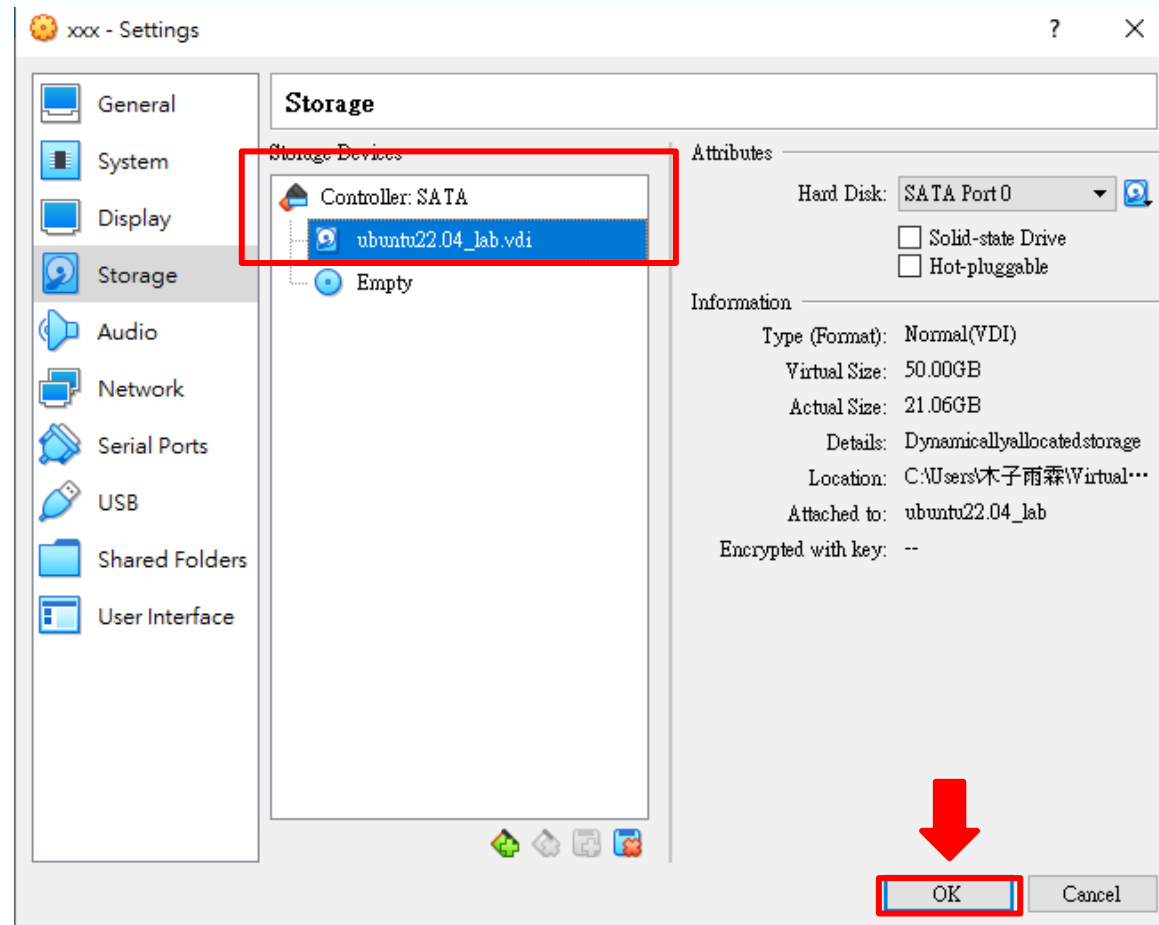 xxx - Settings
?
General
System
Display
Storage
Audio
Network
Serial Ports
USB
Shared Folders
User Interface
Storage
Storage Devices
Controller: SATA
ubuntu22.04_lab.vdi
Empty
Attributes
Hard Disk: SATA Port 0
Solid-state Drive
Hot-pluggable
Information
Type (Format): Normal(VDI)
Virtual Size: 50.00GB
Actual Size: 21.06GB
Details: Dynamicallyallocatedstorage
Location: C:\Users\木子雨霖\Virtual⋯
Attached to: ubuntu22.04_lab
Encrypted with key: --
OK
Cancel